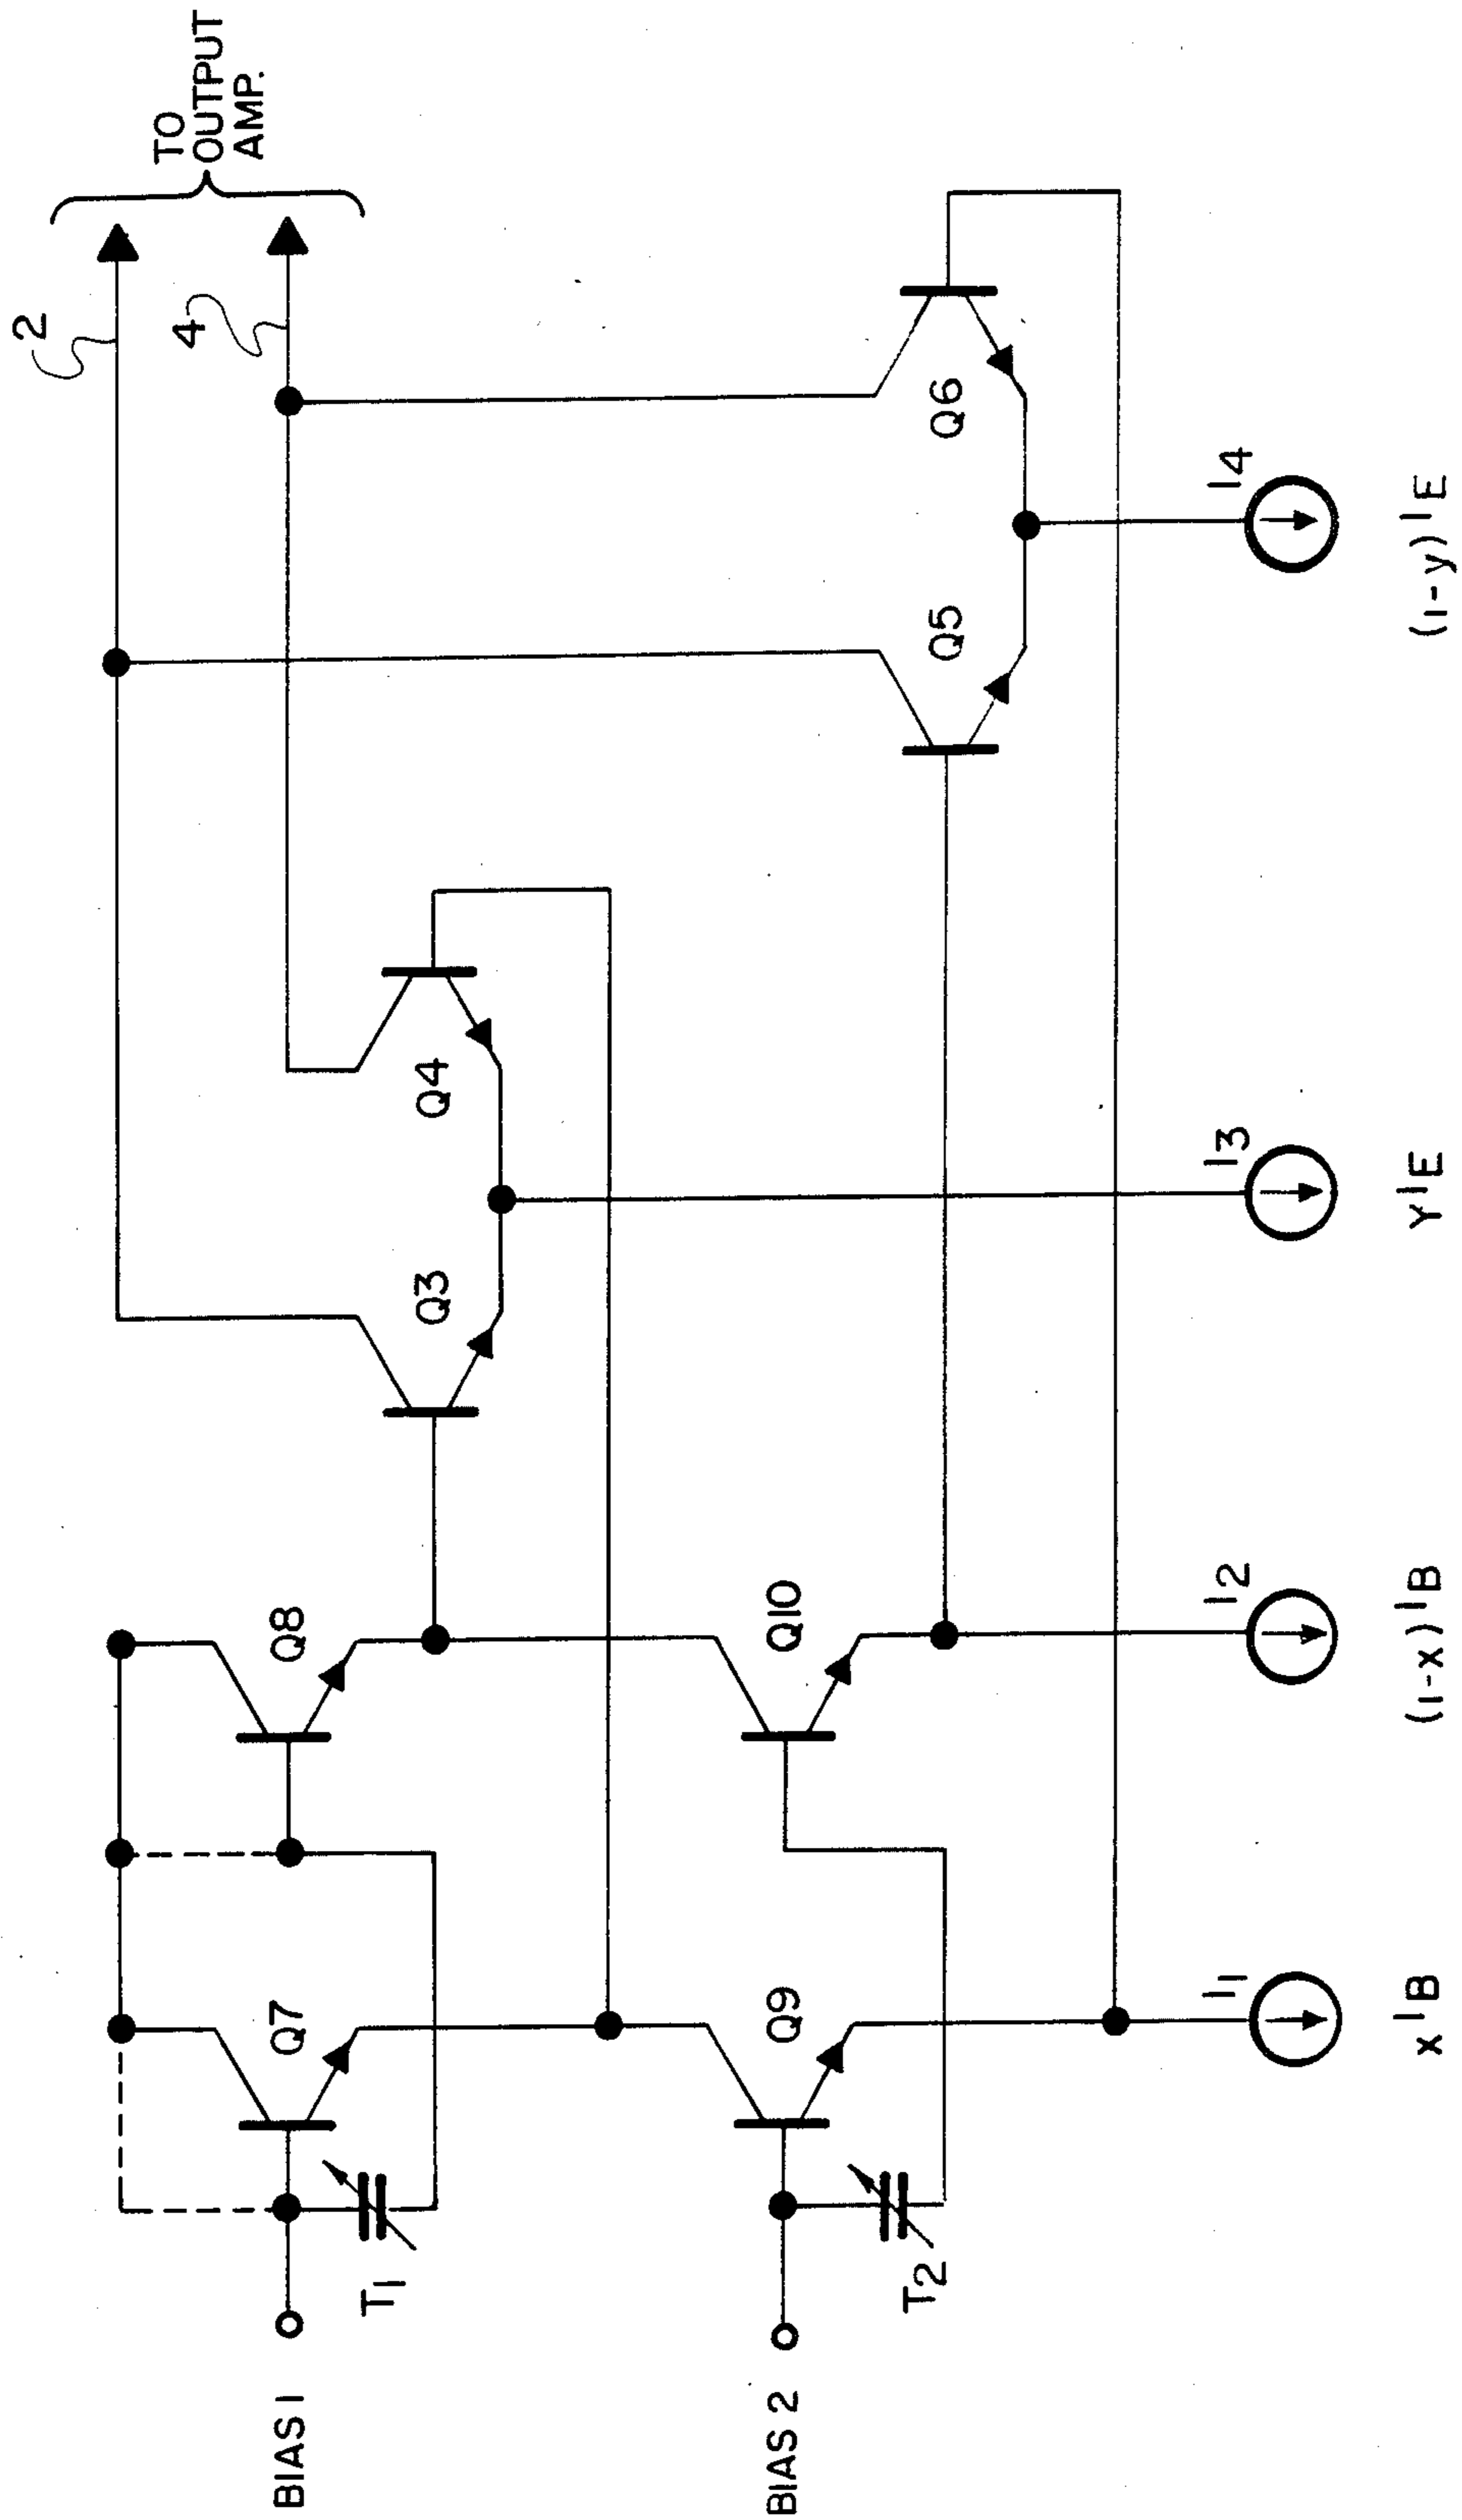 2
4
TO
OUTPUT
AMP.
Q7
Q8
Q3
Q4
BIAS 1
T1
Q9
Q10
Q5
Q6
BIAS 2
T2
I1
I2
I3
I4
xIB
(1-x)IB
YIE
(1-y)IE